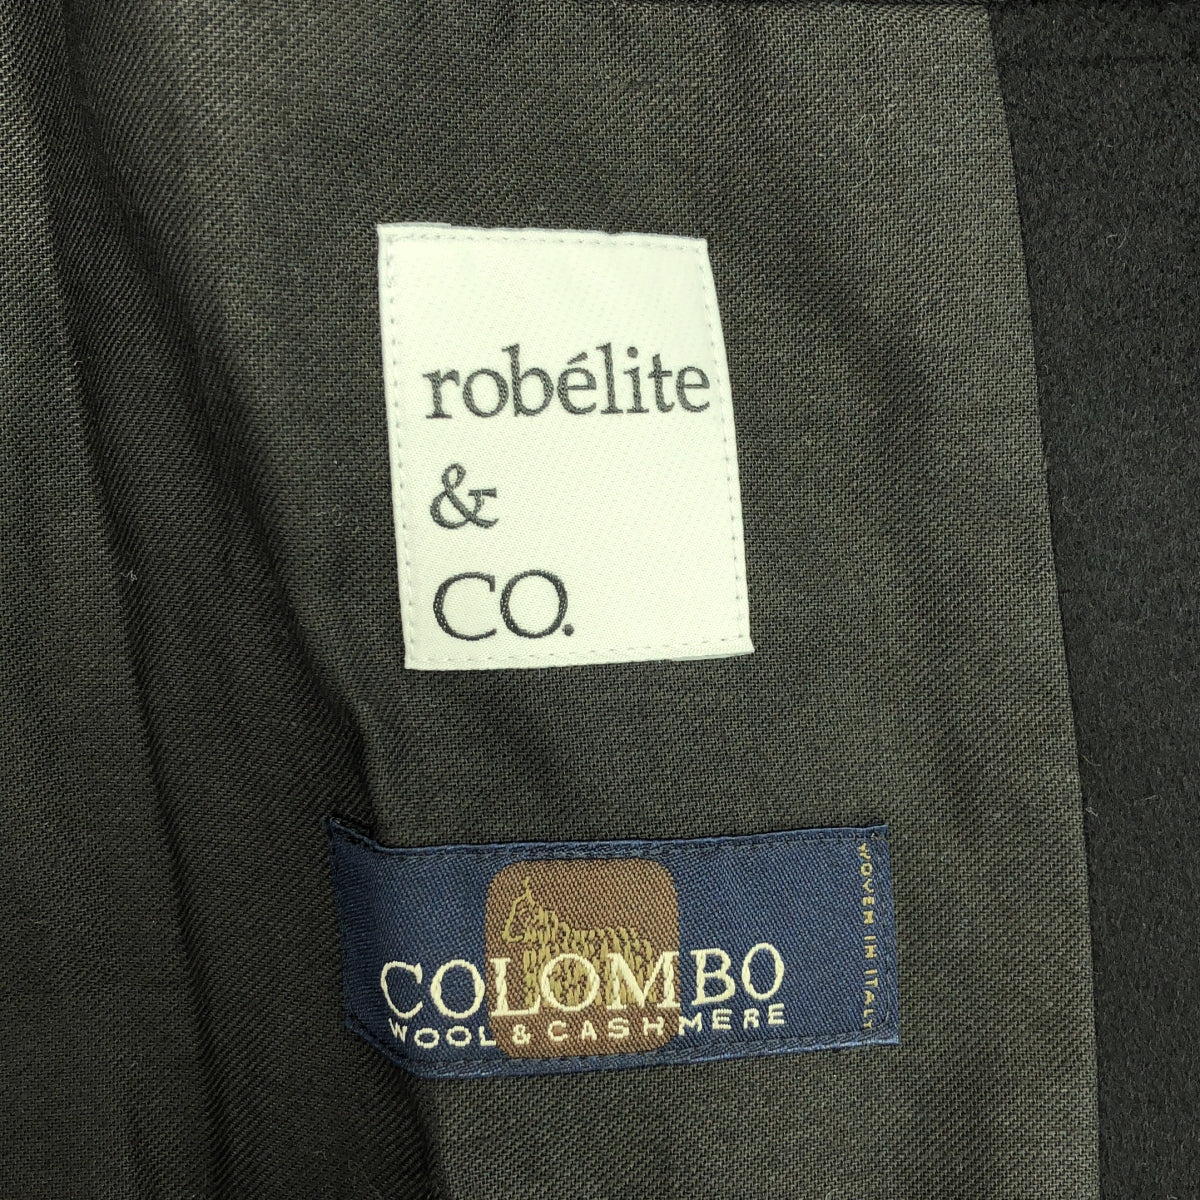 robélite
&
CO.
COLOMBO
WOOL & CASHMERE
WOVEN IN ITALY